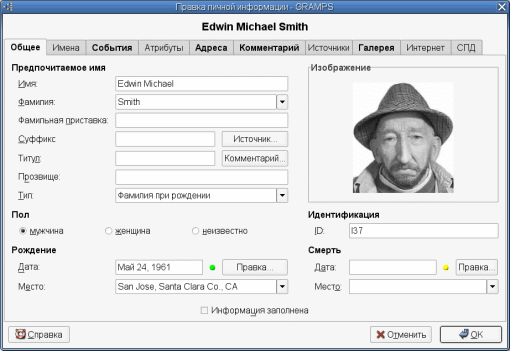 Правка личной информации - GRAMPS
Edwin Michael Smith
Общее Имена События Атрибуты Адреса Комментарий Источники Галерея Интернет СПД
Предпочитаемое имя
Имя: Edwin Michael
Фамилия: Smith
Фамильная приставка:
Суффикс: Источник...
Титул: Комментарий...
Прозвище:
Тип: Фамилия при рождении
Изображение
Пол
мужчина женщина неизвестно
Идентификация
ID: I37
Рождение
Дата: Май 24, 1961 Правка...
Место: San Jose, Santa Clara Co., CA
Смерть
Дата: Правка...
Место:
Информация заполнена
Справка Отменить OK